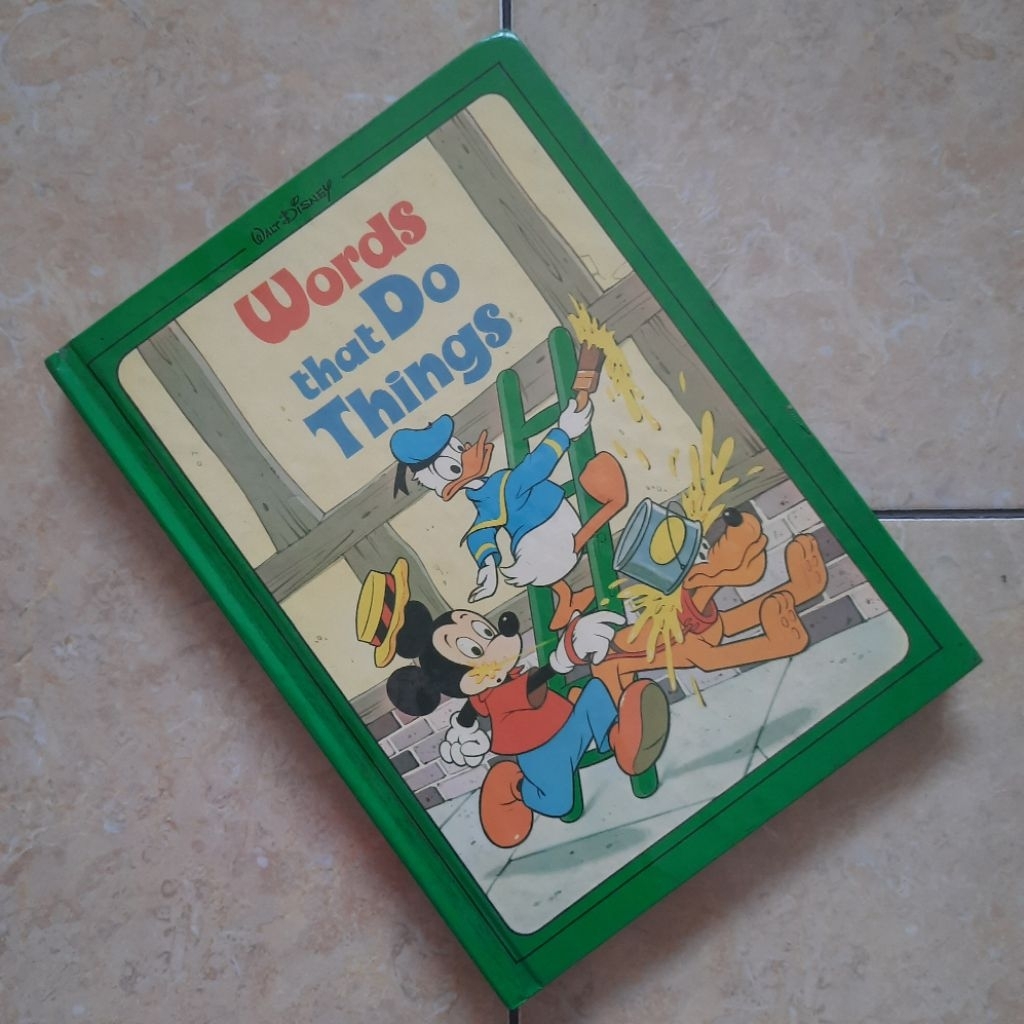 Walt Disney
Words
that Do
Things